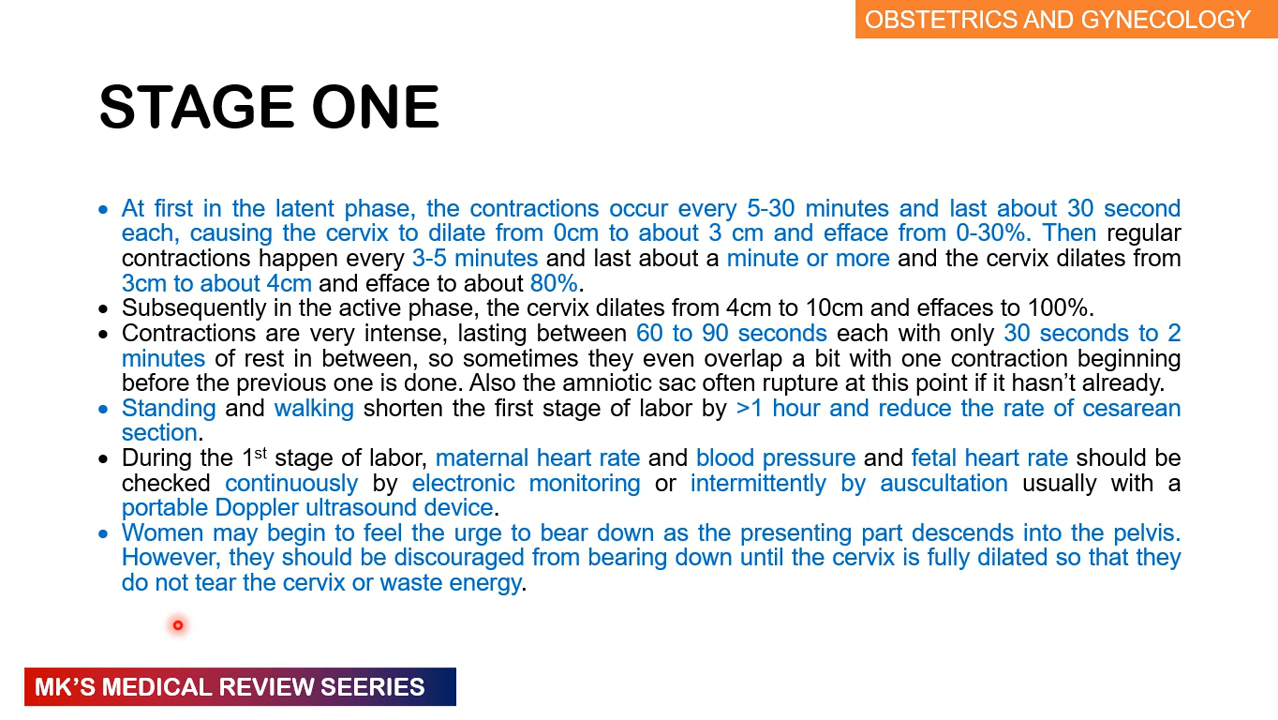 OBSTETRICS AND GYNECOLOGY
STAGE ONE
• At first in the latent phase, the contractions occur every 5-30 minutes and last about 30 second
each, causing the cervix to dilate from 0cm to about 3 cm and efface from 0-30%. Then regular
contractions happen every 3-5 minutes and last about a minute or more and the cervix dilates from
3cm to about 4cm and efface to about 80%.
• Subsequently in the active phase, the cervix dilates from 4cm to 10cm and effaces to 100%.
• Contractions are very intense, lasting between 60 to 90 seconds each with only 30 seconds to 2
minutes of rest in between, so sometimes they even overlap a bit with one contraction beginning
before the previous one is done. Also the amniotic sac often rupture at this point if it hasn’t already.
• Standing and walking shorten the first stage of labor by >1 hour and reduce the rate of cesarean
section.
• During the 1st stage of labor, maternal heart rate and blood pressure and fetal heart rate should be
checked continuously by electronic monitoring or intermittently by auscultation usually with a
portable Doppler ultrasound device.
• Women may begin to feel the urge to bear down as the presenting part descends into the pelvis.
However, they should be discouraged from bearing down until the cervix is fully dilated so that they
do not tear the cervix or waste energy.
MK’S MEDICAL REVIEW SEERIES